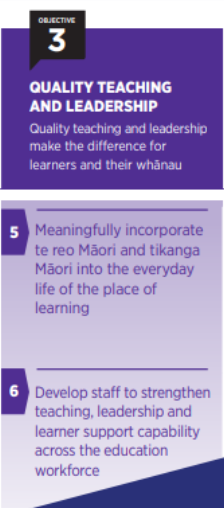 OBJECTIVE
3
QUALITY TEACHING
AND LEADERSHIP
Quality teaching and leadership
make the difference for
learners and their whānau
5
Meaningfully incorporate
te reo Māori and tikanga
Māori into the everyday
life of the place of
learning
6
Develop staff to strengthen
teaching, leadership and
learner support capability
across the education
workforce